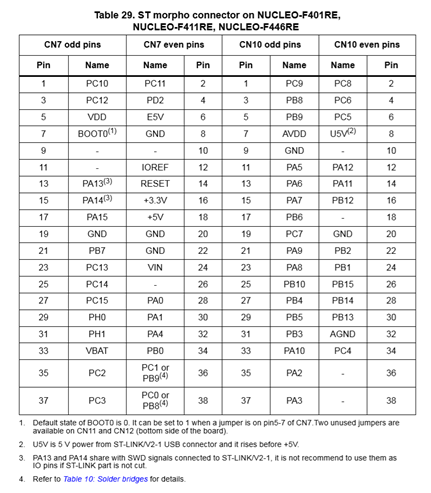 Table 29. ST morpho connector on NUCLEO-F401RE,
NUCLEO-F411RE, NUCLEO-F446RE
CN7 odd pins CN7 even pins CN10 odd pins CN10 even pins
Pin Name Name Pin Pin Name Name Pin
1 PC10 PC11 2 1 PC9 PC8 2
3 PC12 PD2 4 3 PB8 PC6 4
5 VDD E5V 6 5 PB9 PC5 6
7 BOOT0(1) GND 8 7 AVDD U5V(2) 8
9 - - 10 9 GND - 10
11 - IOREF 12 11 PA5 PA12 12
13 PA13(3) RESET 14 13 PA6 PA11 14
15 PA14(3) +3.3V 16 15 PA7 PB12 16
17 PA15 +5V 18 17 PB6 - 18
19 GND GND 20 19 PC7 GND 20
21 PB7 GND 22 21 PA9 PB2 22
23 PC13 VIN 24 23 PA8 PB1 24
25 PC14 - 26 25 PB10 PB15 26
27 PC15 PA0 28 27 PB4 PB14 28
29 PH0 PA1 30 29 PB5 PB13 30
31 PH1 PA4 32 31 PB3 AGND 32
33 VBAT PB0 34 33 PA10 PC4 34
35 PC2 PC1 or PB9(4) 36 35 PA2 - 36
37 PC3 PC0 or PB8(4) 38 37 PA3 - 38
1. Default state of BOOT0 is 0. It can be set to 1 when a jumper is on pin5-7 of CN7.Two unused jumpers are
available on CN11 and CN12 (bottom side of the board).
2. U5V is 5 V power from ST-LINK/V2-1 USB connector and it rises before +5V.
3. PA13 and PA14 share with SWD signals connected to ST-LINK/V2-1, it is not recommend to use them as
IO pins if ST-LINK part is not cut.
4. Refer to Table 10: Solder bridges for details.